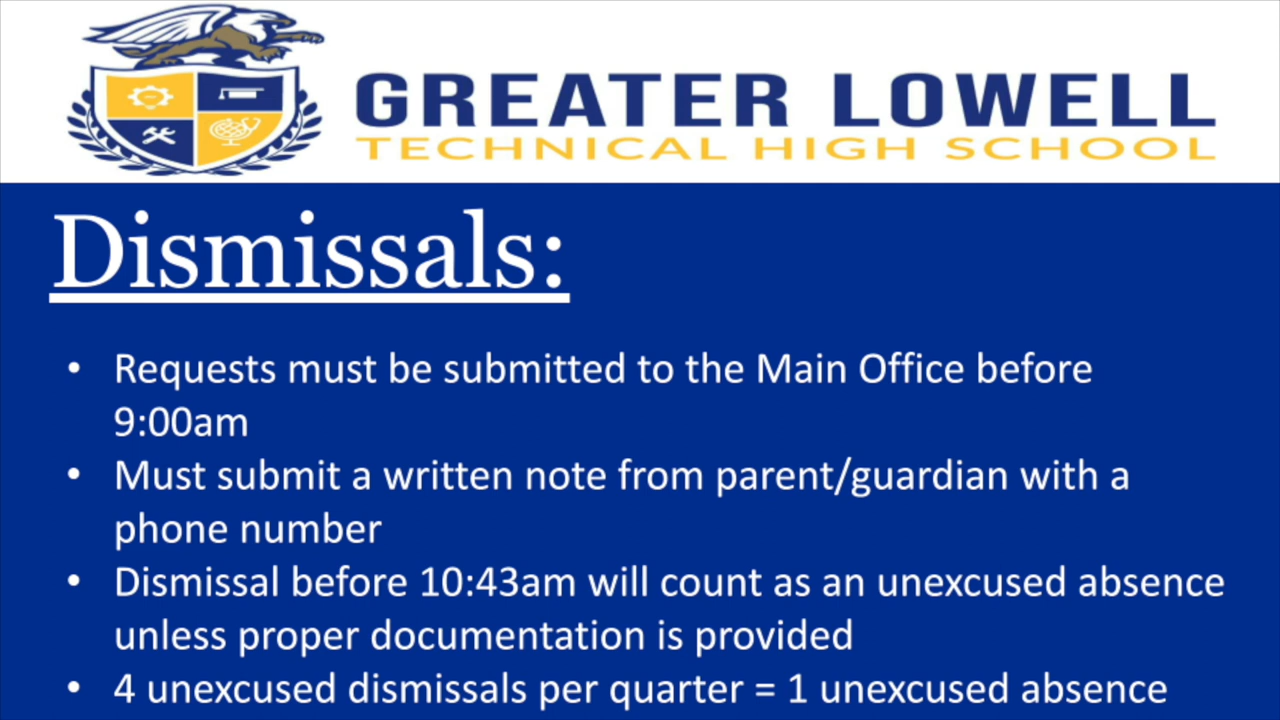 GREATER LOWELL
TECHNICAL HIGH SCHOOL
Dismissals:
• Requests must be submitted to the Main Office before
9:00am
• Must submit a written note from parent/guardian with a
phone number
• Dismissal before 10:43am will count as an unexcused absence
unless proper documentation is provided
• 4 unexcused dismissals per quarter = 1 unexcused absence